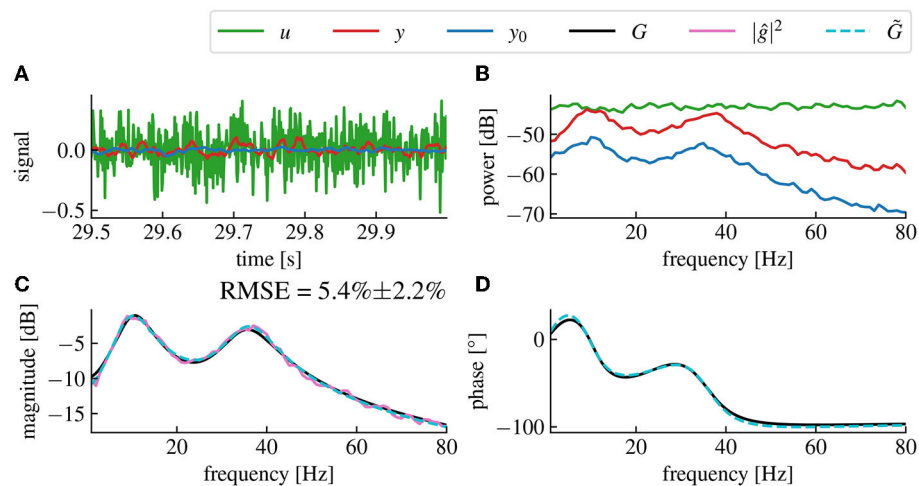 u y y₀ G |ĝ|² G̃
A
signal
0.0
−0.5
29.5 29.6 29.7 29.8 29.9
time [s]
B
power [dB]
−50
−60
−70
20 40 60 80
frequency [Hz]
C
RMSE = 5.4%±2.2%
magnitude [dB]
−5
−10
−15
20 40 60 80
frequency [Hz]
D
phase [°]
0
−100
20 40 60 80
frequency [Hz]